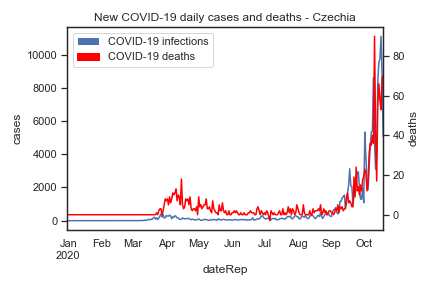 New COVID-19 daily cases and deaths - Czechia
COVID-19 infections
COVID-19 deaths
10000
8000
6000
4000
2000
0
cases
80
60
40
20
0
deaths
Jan Feb Mar Apr May Jun Jul Aug Sep Oct
2020
dateRep